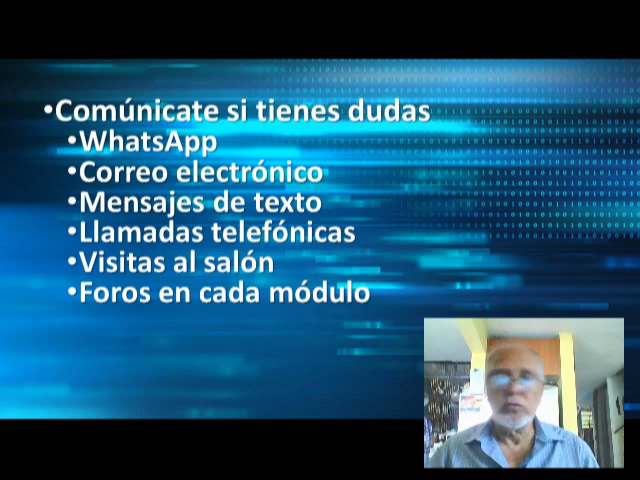 •Comúnicate si tienes dudas
•WhatsApp
•Correo electrónico
•Mensajes de texto
•Llamadas telefónicas
•Visitas al salón
•Foros en cada módulo